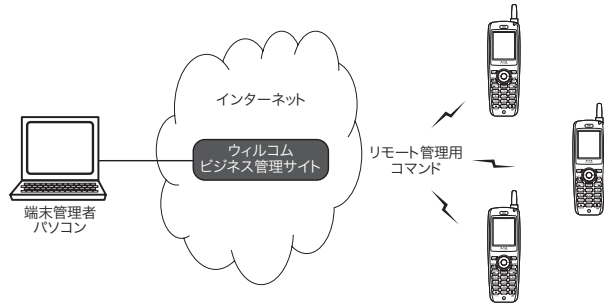 インターネット
ウィルコム
ビジネス管理サイト
リモート管理用
コマンド
端末管理者
パソコン